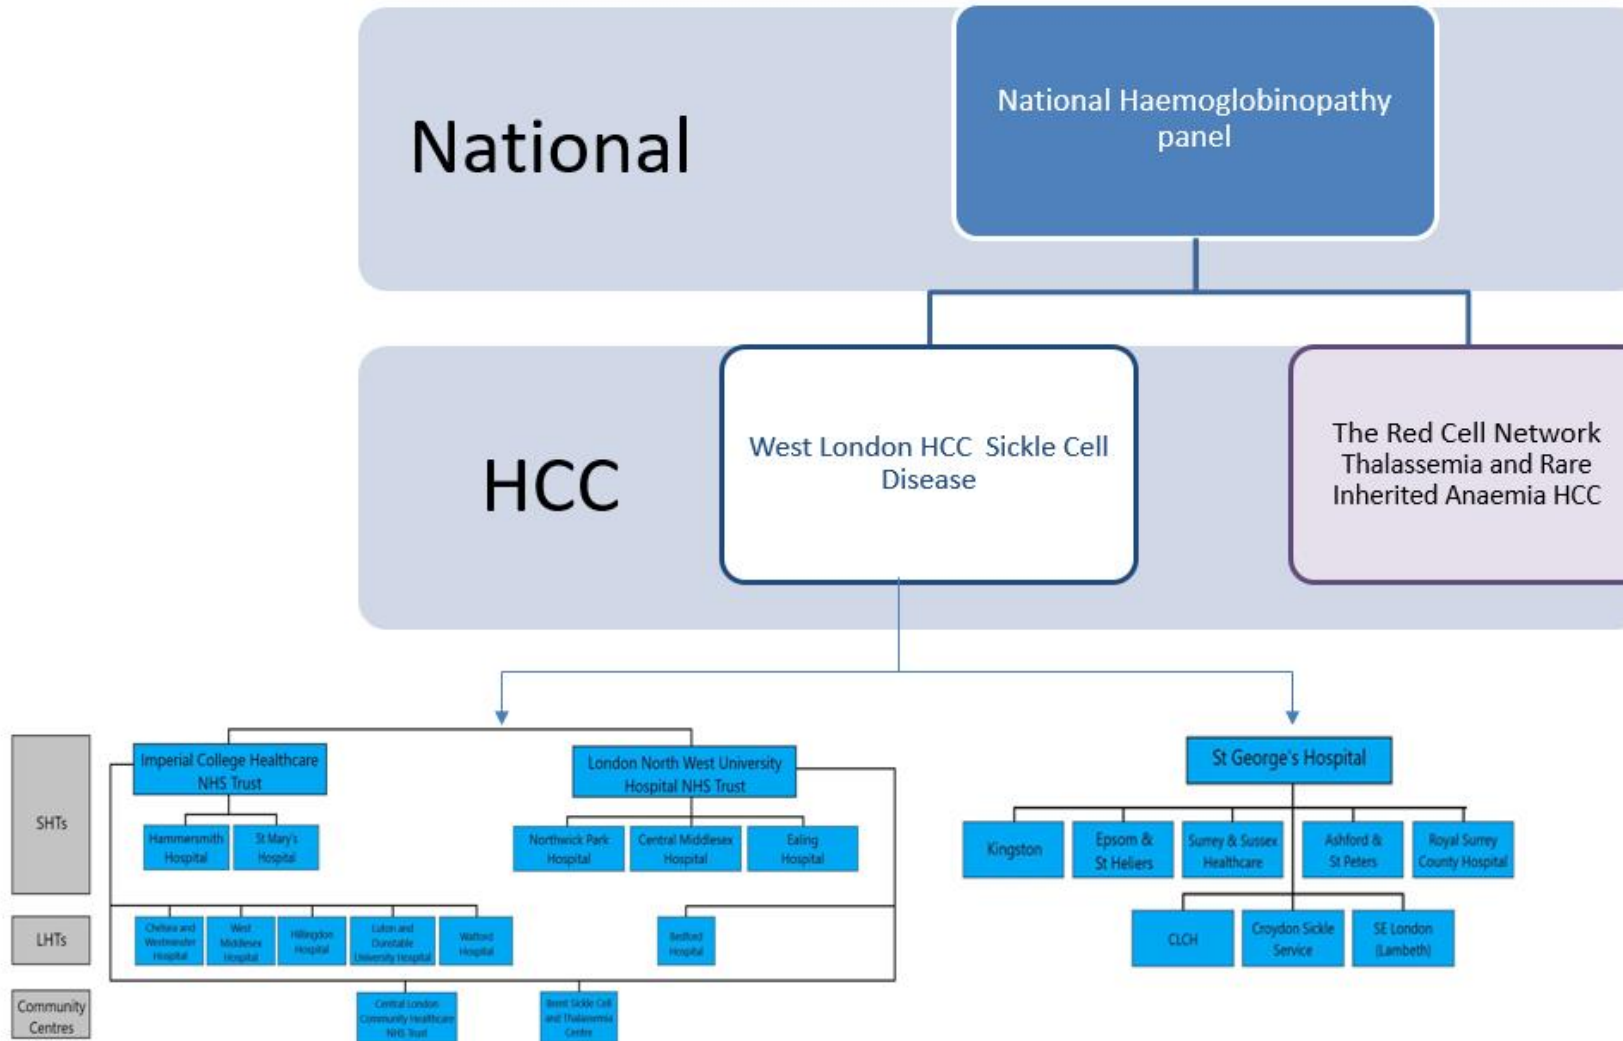 National
National Haemoglobinopathy
panel
HCC
West London HCC  Sickle Cell
Disease
The Red Cell Network
Thalassemia and Rare
Inherited Anaemia HCC
SHTs
Imperial College Healthcare
NHS Trust
London North West University
Hospital NHS Trust
St George's Hospital
Hammersmith
Hospital
St Mary's
Hospital
Northwick Park
Hospital
Central Middlesex
Hospital
Ealing
Hospital
Kingston
Epsom &
St Heliers
Surrey & Sussex
Healthcare
Ashford &
St Peters
Royal Surrey
County Hospital
LHTs
Chelsea and
Westminster
Hospital
West
Middlesex
Hospital
Hillingdon
Hospital
Luton and
Dunstable
University Hospital
Watford
Hospital
Bedford
Hospital
CLCH
Croydon Sickle
Service
SE London
(Lambeth)
Community
Centres
Central London
Community Healthcare
NHS Trust
Brent Sickle Cell
and Thalassemia
Centre